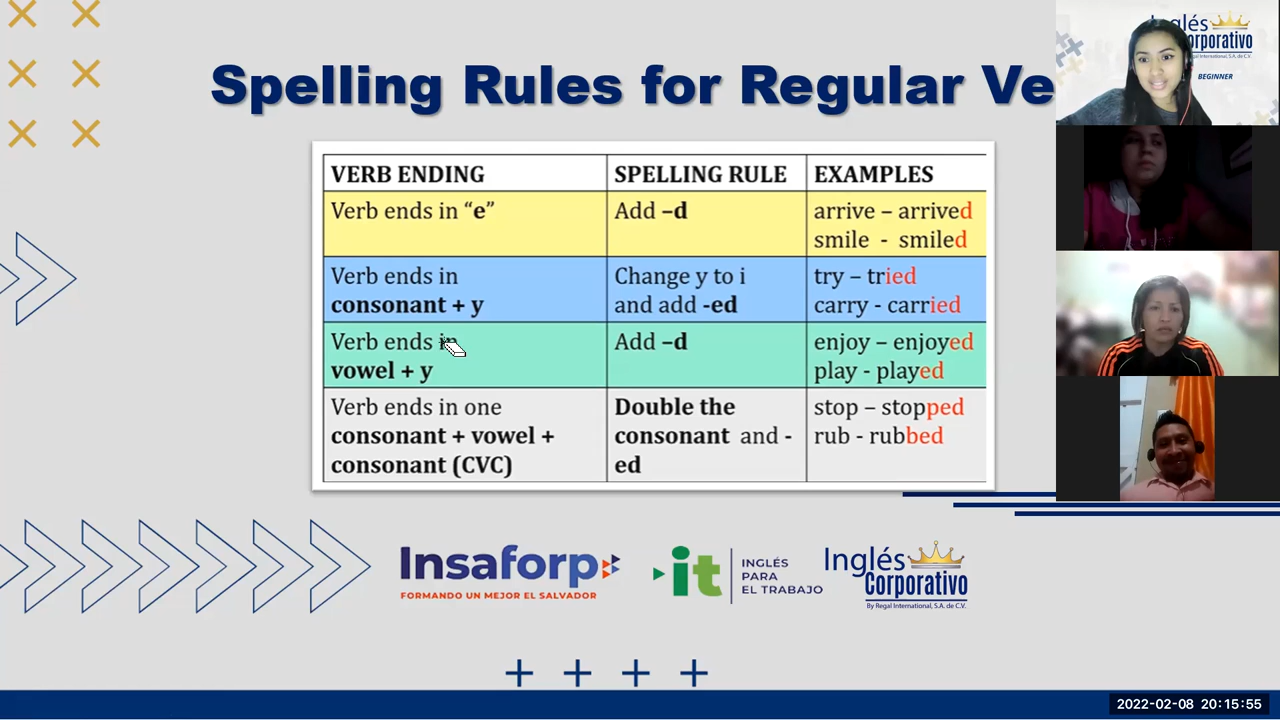 Spelling Rules for Regular Ve
VERB ENDING SPELLING RULE EXAMPLES
Verb ends in “e” Add –d arrive – arrived
smile - smiled
Verb ends in Change y to i try – tried
consonant + y and add -ed carry - carried
Verb ends in Add –d enjoy – enjoyed
vowel + y play - played
Verb ends in one Double the stop – stopped
consonant + vowel + consonant and - rub - rubbed
consonant (CVC) ed
Insaforp
FORMANDO UN MEJOR EL SALVADOR
it
INGLÉS
PARA
EL TRABAJO
Inglés
Corporativo
By Regal International, S.A. de C.V.
BEGINNER
2022-02-08 20:15:55